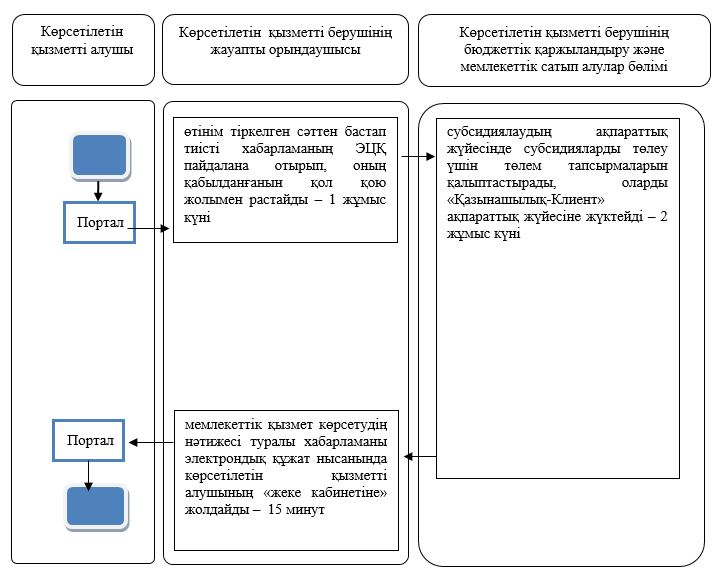 Көрсетілетін
қызметті алушы
Көрсетілетін қызметті берушінің
жауапты орындаушысы
Көрсетілетін қызметті берушінің
бюджеттік қаржыландыру және
мемлекеттік сатып алулар бөлімі
Портал
өтінім тіркелген сәттен бастап
тиісті хабарламаның ЭЦҚ
пайдалана отырып, оның
қабылданғанын қол қою
жолымен растайды – 1 жұмыс
күні
субсидиялаудың ақпараттық
жүйесінде субсидияларды төлеу
үшін төлем тапсырмаларын
қалыптастырады, оларды
«Қазынашылық-Клиент»
ақпараттық жүйесіне жүктейді – 2
жұмыс күні
Портал
мемлекеттік қызмет көрсетудің
нәтижесі туралы хабарламаны
электрондық құжат нысанында
көрсетілетін қызметті
алушының «жеке кабинетіне»
жолдайды – 15 минут